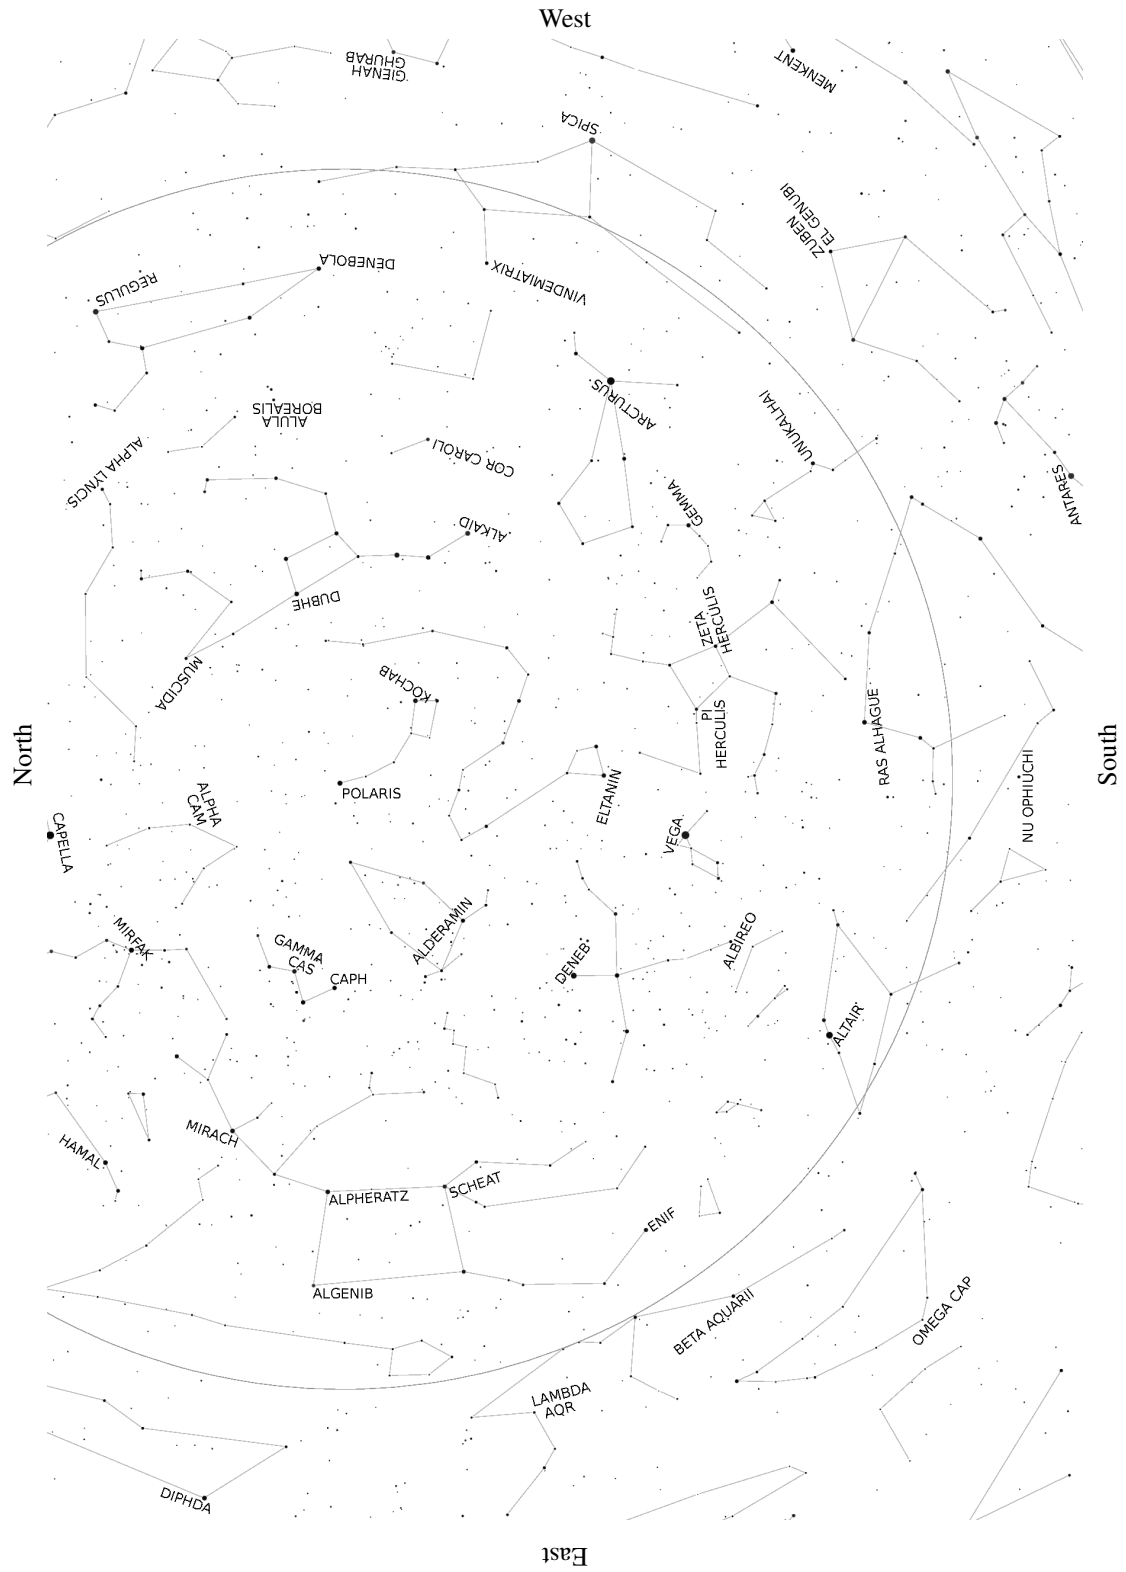 West
GIENAH
GHURAB
MENKENT
SPICA
ZUBEN
EL GENUBI
DENEBOLA
REGULUS
VINDEMIATRIX
ARCTURUS
ALULA
BOREALIS
UNUKALHAI
ALPHA LYNCIS
COR CAROLI
ANTARES
GEMMA
ALKAID
DUBHE
ZETA
HERCULIS
MUSCIDA
KOCHAB
PI
HERCULIS
RAS ALHAGUE
North
South
POLARIS
ELTANIN
NU OPHIUCHI
ALPHA
CAM
CAPELLA
VEGA
MIRFAK
ALDERAMIN
ALBIREO
GAMMA
CAS
CAPH
DENEB
ALTAIR
MIRACH
HAMAL
ALPHERATZ
SCHEAT
ENIF
ALGENIB
BETA AQUARII
OMEGA CAP
LAMBDA
AQR
DIPHDA
East